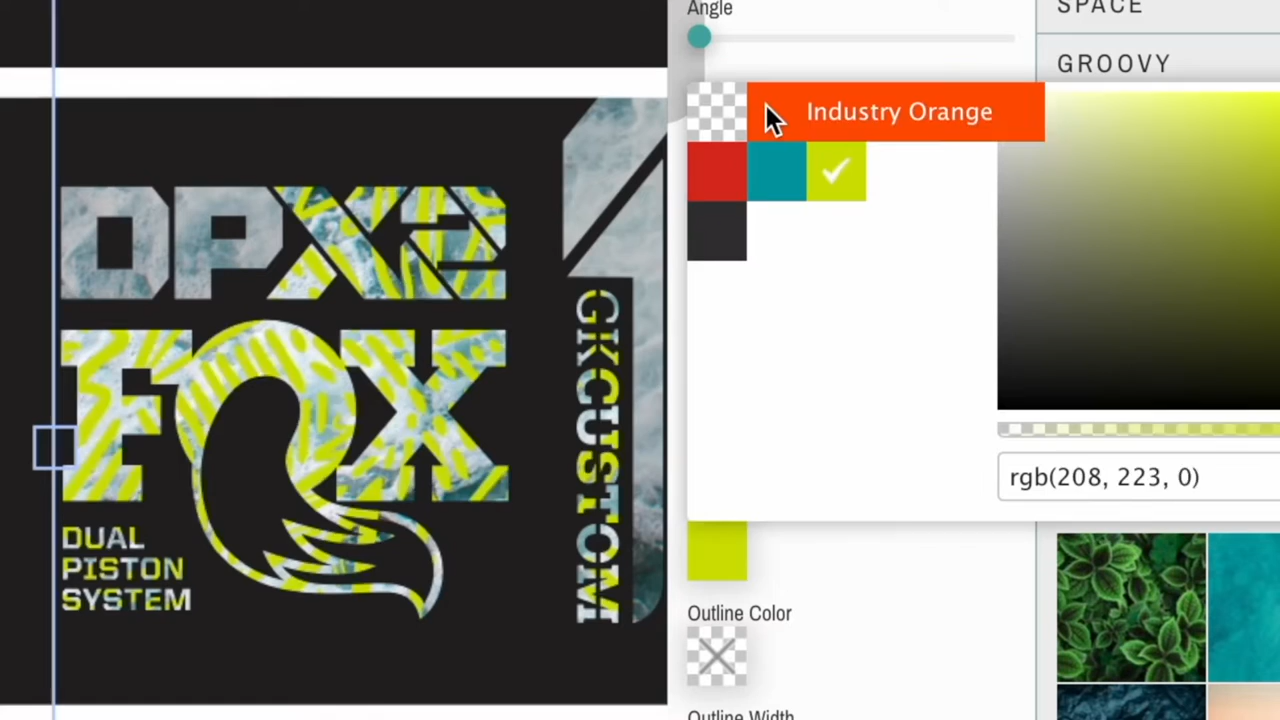 Angle
SPACE
GROOVY
Industry Orange
DPX2
FOX
GKCUSTOM
DUAL
PISTON
SYSTEM
rgb(208, 223, 0)
Outline Color
Outline Width